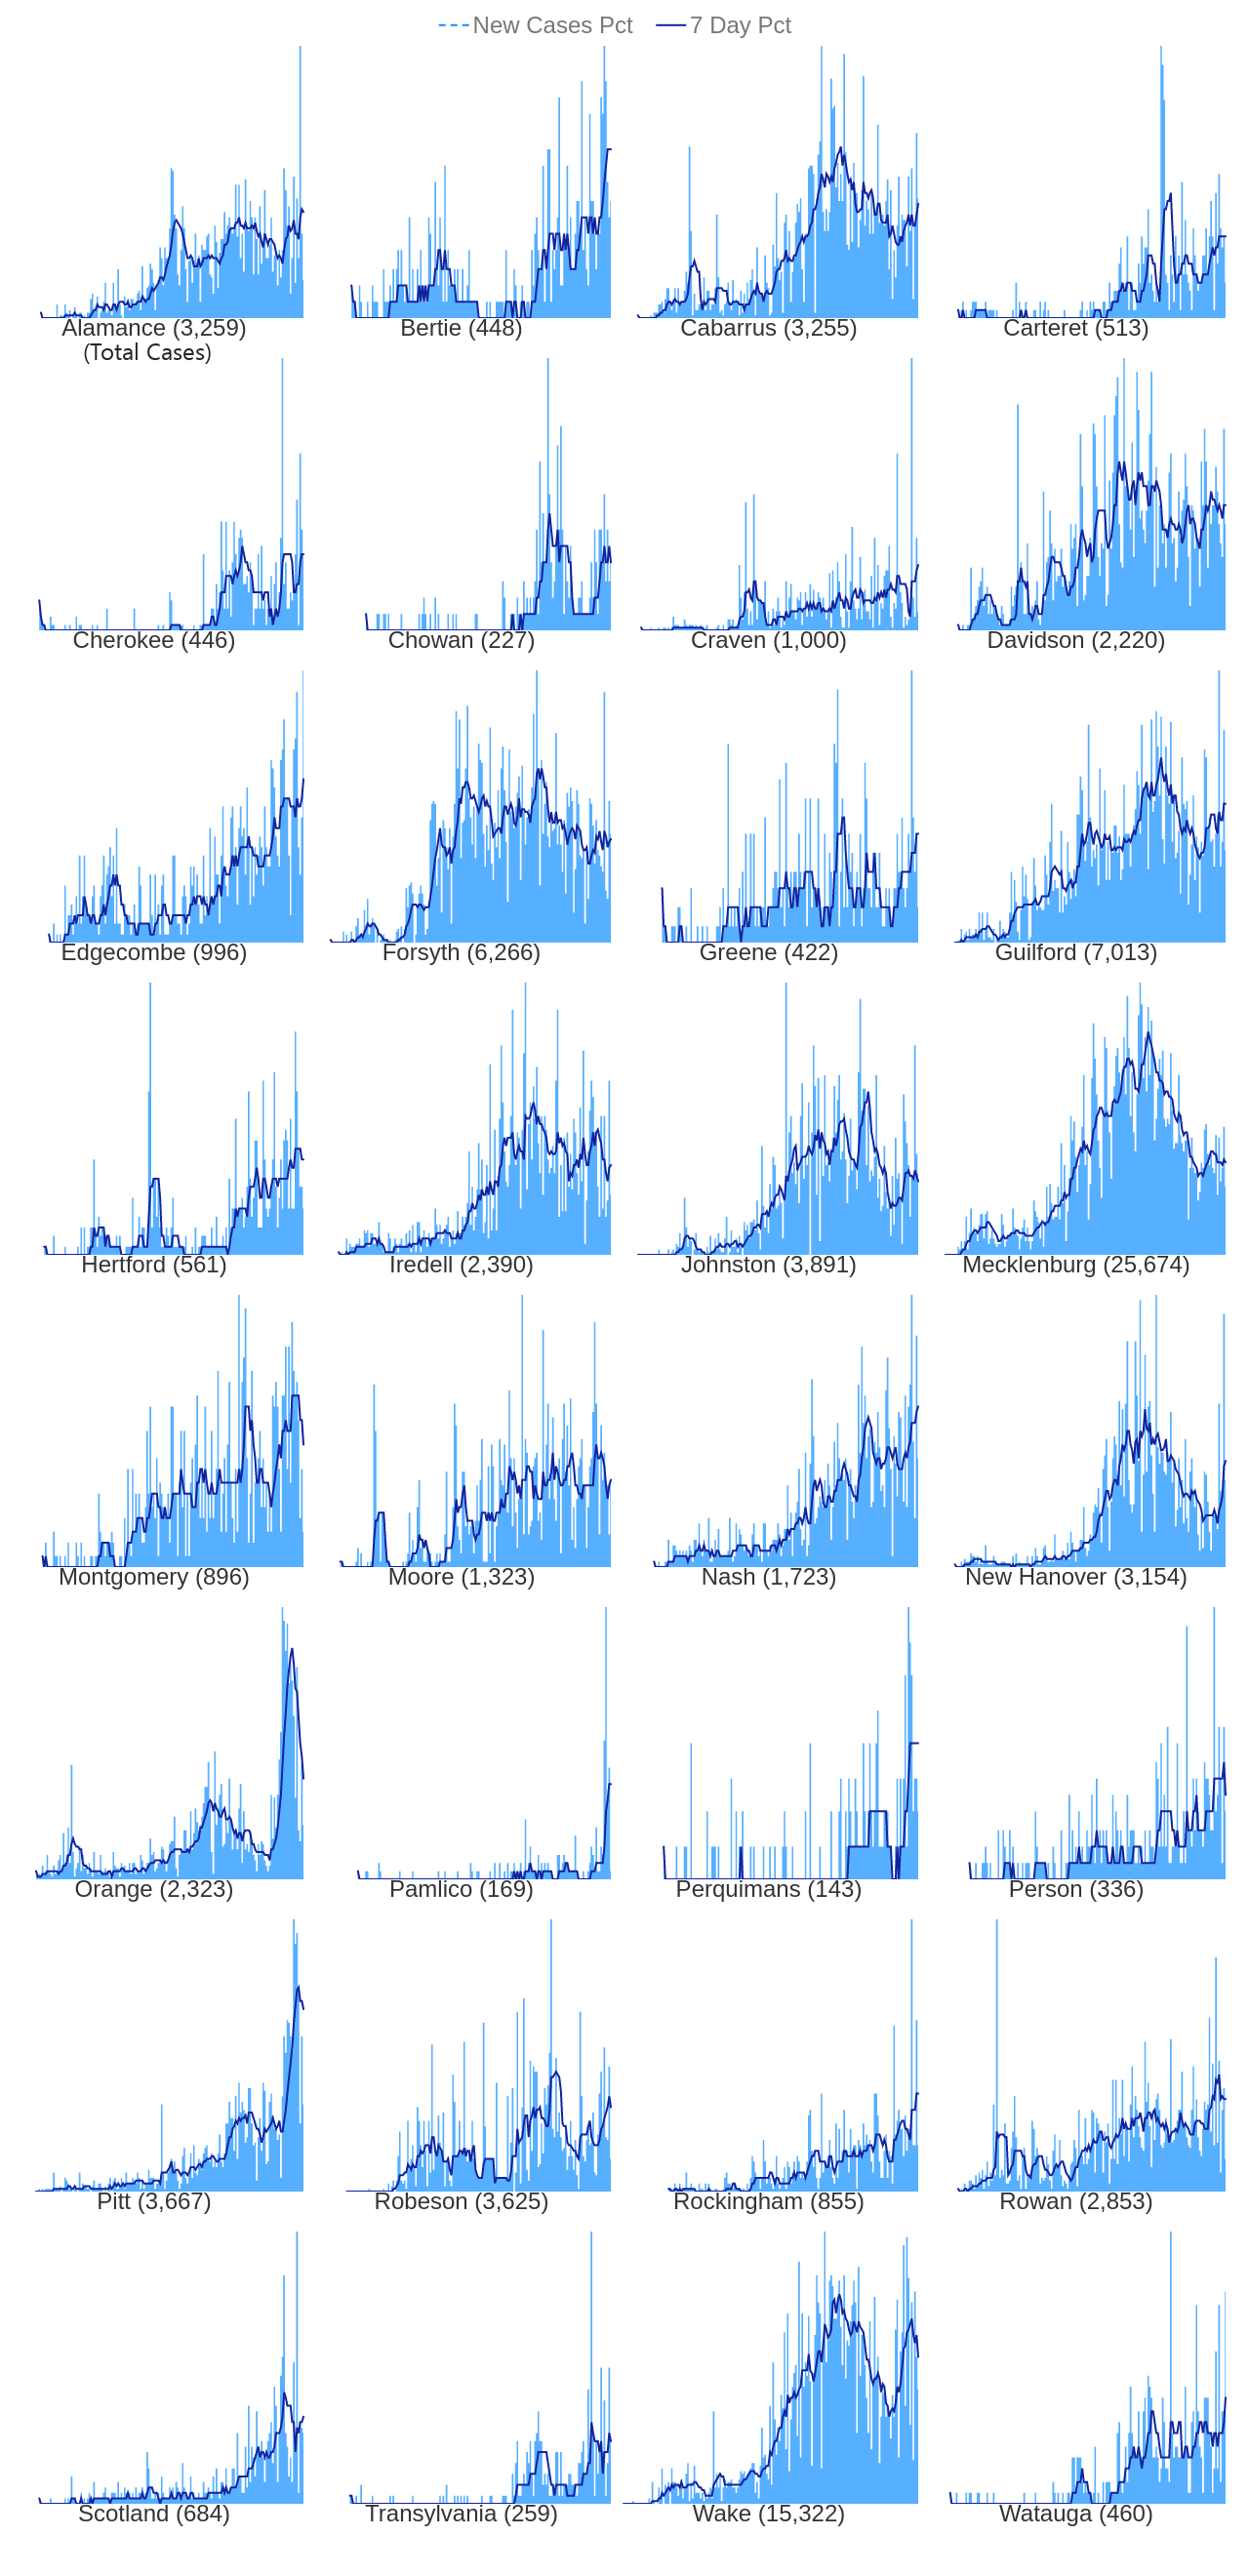 New Cases Pct 7 Day Pct
Alamance (3,259) Bertie (448) Cabarrus (3,255) Carteret (513)
(Total Cases)
Cherokee (446) Chowan (227) Craven (1,000) Davidson (2,220)
Edgecombe (996) Forsyth (6,266) Greene (422) Guilford (7,013)
Hertford (561) Iredell (2,390) Johnston (3,891) Mecklenburg (25,674)
Montgomery (896) Moore (1,323) Nash (1,723) New Hanover (3,154)
Orange (2,323) Pamlico (169) Perquimans (143) Person (336)
Pitt (3,667) Robeson (3,625) Rockingham (855) Rowan (2,853)
Scotland (684) Transylvania (259) Wake (15,322) Watauga (460)